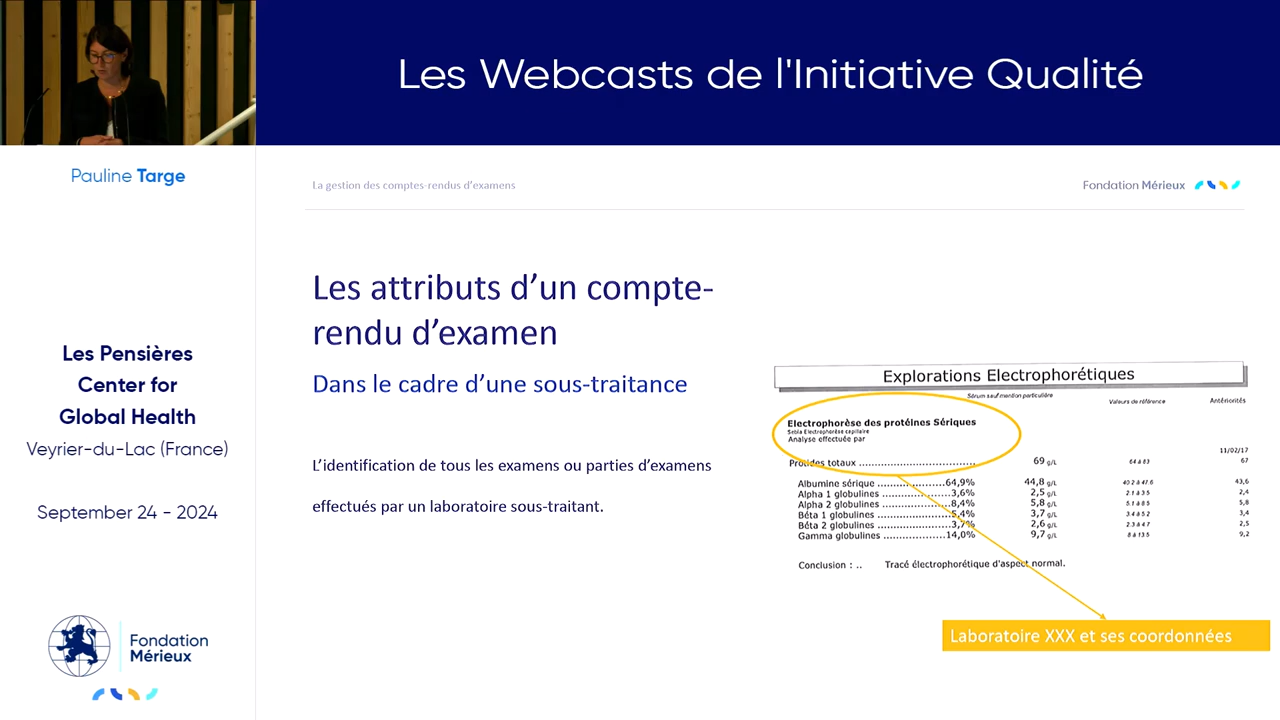 Les Webcasts de l'Initiative Qualité
Pauline Targe
La gestion des comptes-rendus d'examens
Fondation Mérieux
Les attributs d'un compte-
rendu d'examen
Dans le cadre d'une sous-traitance
L'identification de tous les examens ou parties d'examens
effectués par un laboratoire sous-traitant.
Explorations Electrophorétiques
Sérum sauf mention particulière
Valeurs de référence
Antériorités
Electrophorèse des protéines Sériques
Sebia Electrophorèse capillaire
Analyse effectuée par
11/02/17
Protides totaux .............................. 69 g/L 64 à 83 67
Albumine sérique .................64,9% 44,8 g/L 40.2 à 47.6 43,6
Alpha 1 globulines ................3,6% 2,5 g/L 2.1 à 3.5 2,4
Alpha 2 globulines ................8,4% 5,8 g/L 5.1 à 8.5 5,8
Béta 1 globulines ..................5,4% 3,7 g/L 3.4 à 5.2 3,4
Béta 2 globulines ..................3,7% 2,6 g/L 2.3 à 4.7 2,5
Gamma globulines ...............14,0% 9,7 g/L 8 à 13.5 9,2
Conclusion : .. Tracé électrophorétique d'aspect normal.
Laboratoire XXX et ses coordonnées
Les Pensières
Center for
Global Health
Veyrier-du-Lac (France)
September 24 - 2024
Fondation
Mérieux